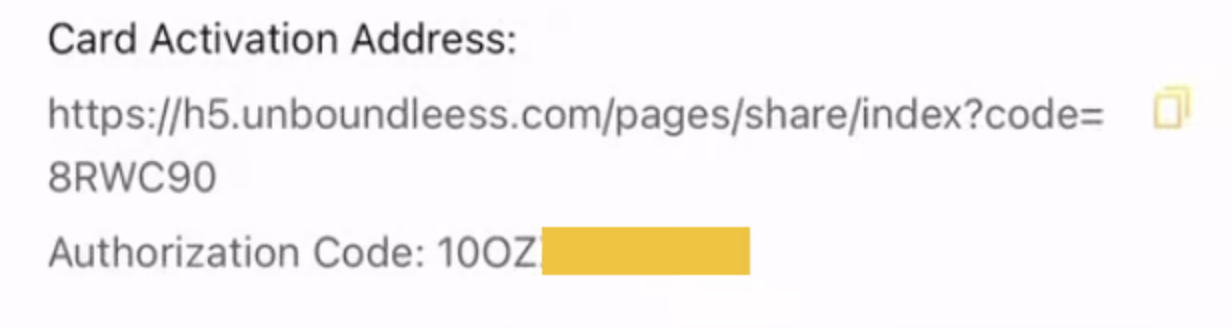 Card Activation Address:
https://h5.unboundleess.com/pages/share/index?code=
8RWC90
Authorization Code: 10OZ